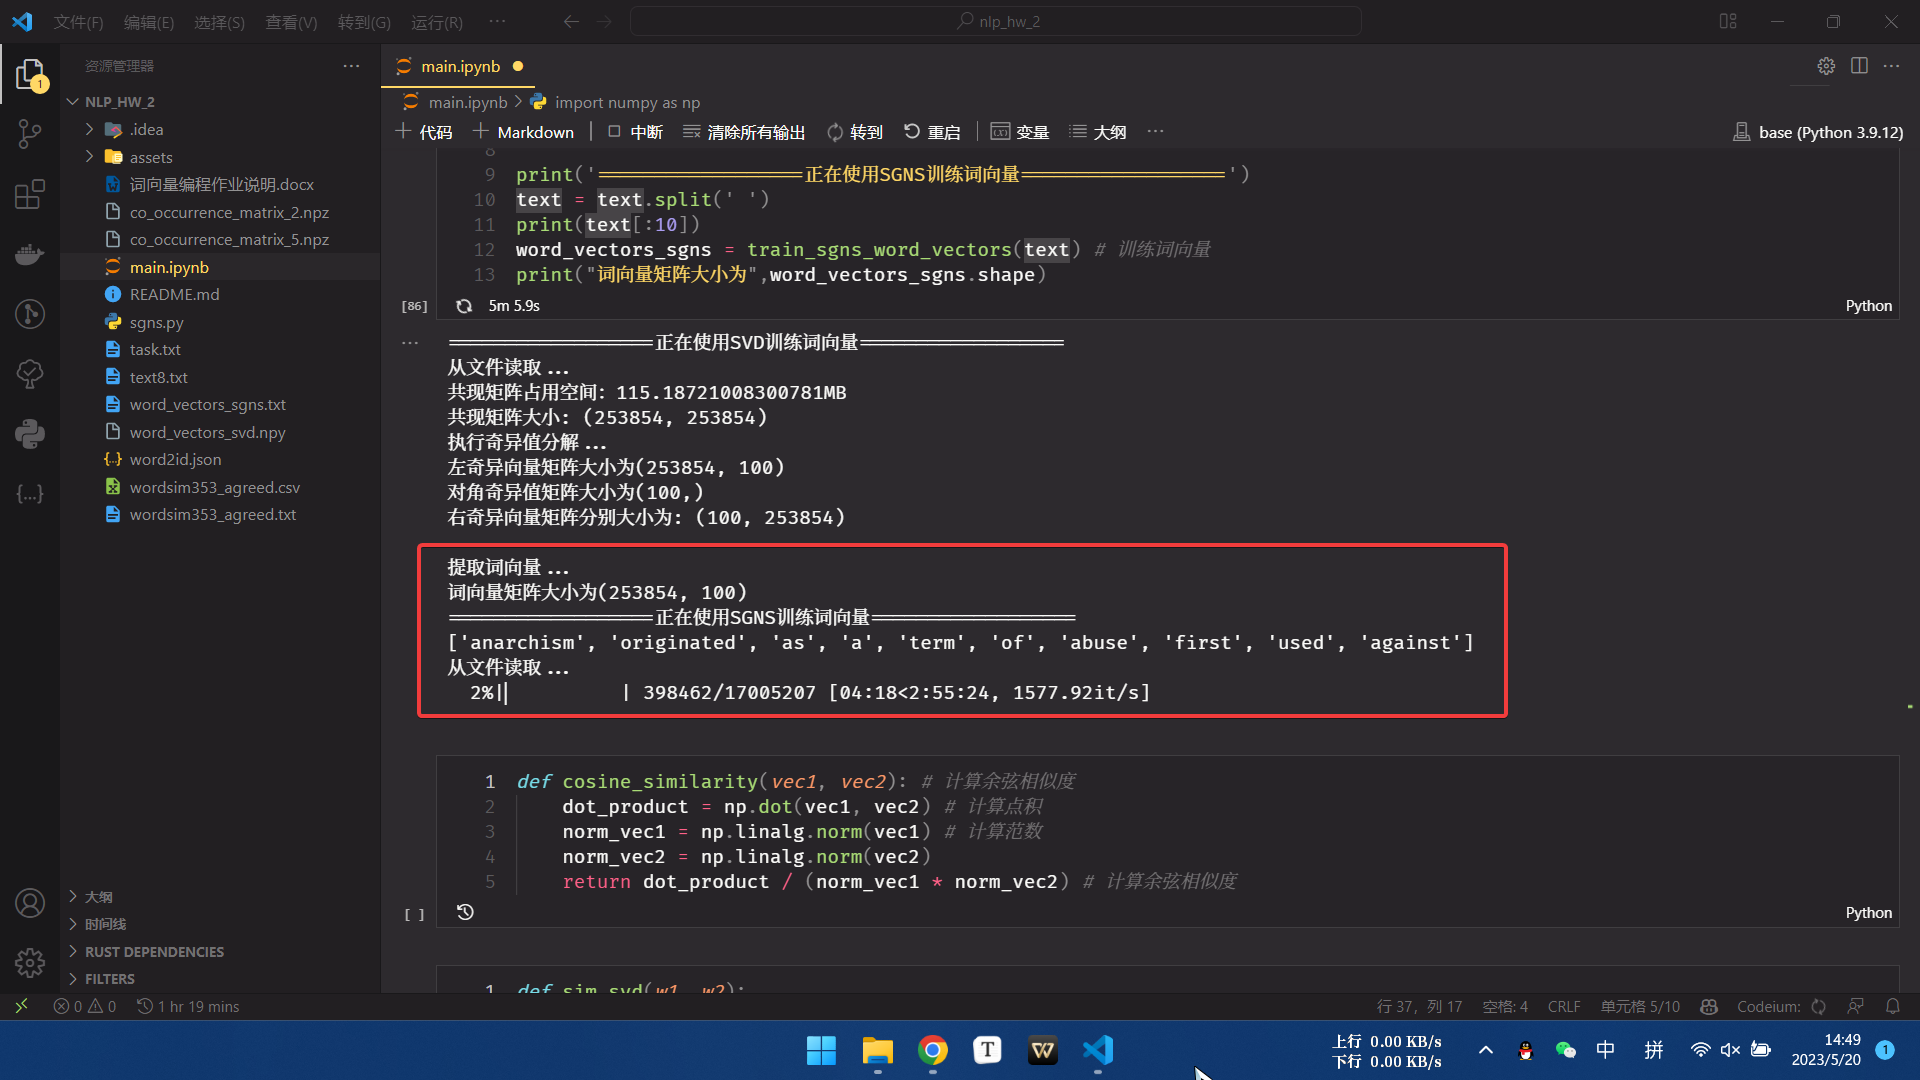 文件(F) 编辑(E) 选择(S) 查看(V) 转到(G) 运行(R) ··· nlp_hw_2
资源管理器 ···
NLP_HW_2
.idea
assets
词向量编程作业说明.docx
co_occurrence_matrix_2.npz
co_occurrence_matrix_5.npz
main.ipynb
README.md
sgns.py
task.txt
text8.txt
word_vectors_sgns.txt
word_vectors_svd.npy
word2id.json
wordsim353_agreed.csv
wordsim353_agreed.txt
大纲
时间线
RUST DEPENDENCIES
FILTERS
main.ipynb
main.ipynb > import numpy as np
代码 Markdown 中断 清除所有输出 转到 重启 变量 大纲 ··· base (Python 3.9.12)
8
9 print('==================正在使用SGNS训练词向量==================')
10 text = text.split(' ')
11 print(text[:10])
12 word_vectors_sgns = train_sgns_word_vectors(text) # 训练词向量
13 print("词向量矩阵大小为",word_vectors_sgns.shape)
[86] 5m 5.9s Python
··· ==================正在使用SVD训练词向量==================
从文件读取...
共现矩阵占用空间: 115.18721008300781MB
共现矩阵大小: (253854, 253854)
执行奇异值分解...
左奇异向量矩阵大小为(253854, 100)
对角奇异值矩阵大小为(100,)
右奇异向量矩阵分别大小为: (100, 253854)
提取词向量...
词向量矩阵大小为(253854, 100)
==================正在使用SGNS训练词向量==================
['anarchism', 'originated', 'as', 'a', 'term', 'of', 'abuse', 'first', 'used', 'against']
从文件读取...
2%|| | 398462/17005207 [04:18<2:55:24, 1577.92it/s]
1 def cosine_similarity(vec1, vec2): # 计算余弦相似度
2 dot_product = np.dot(vec1, vec2) # 计算点积
3 norm_vec1 = np.linalg.norm(vec1) # 计算范数
4 norm_vec2 = np.linalg.norm(vec2)
5 return dot_product / (norm_vec1 * norm_vec2) # 计算余弦相似度
[ ] Python
1 def sim_svd(w1, w2):
0 0 1 hr 19 mins 行 37，列 17 空格: 4 CRLF 单元格 5/10 Codeium:
上行 0.00 KB/s
下行 0.00 KB/s
中 拼
14:49
2023/5/20
1